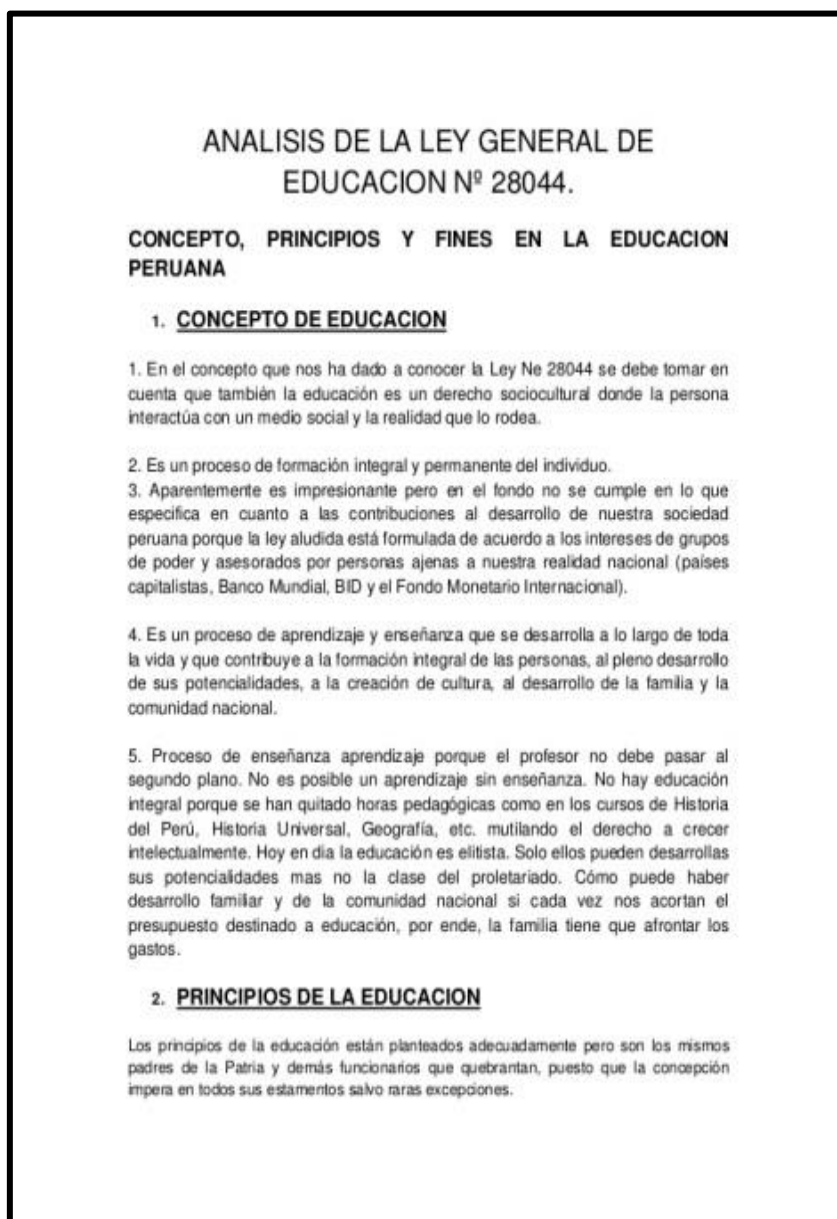 ANALISIS DE LA LEY GENERAL DE
EDUCACION Nº 28044.
CONCEPTO, PRINCIPIOS Y FINES EN LA EDUCACION
PERUANA
1. CONCEPTO DE EDUCACION
1. En el concepto que nos ha dado a conocer la Ley Ne 28044 se debe tomar en
cuenta que también la educación es un derecho sociocultural donde la persona
interactúa con un medio social y la realidad que lo rodea.
2. Es un proceso de formación integral y permanente del individuo.
3. Aparentemente es impresionante pero en el fondo no se cumple en lo que
especifica en cuanto a las contribuciones al desarrollo de nuestra sociedad
peruana porque la ley aludida está formulada de acuerdo a los intereses de grupos
de poder y asesorados por personas ajenas a nuestra realidad nacional (países
capitalistas, Banco Mundial, BID y el Fondo Monetario Internacional).
4. Es un proceso de aprendizaje y enseñanza que se desarrolla a lo largo de toda
la vida y que contribuye a la formación integral de las personas, al pleno desarrollo
de sus potencialidades, a la creación de cultura, al desarrollo de la familia y la
comunidad nacional.
5. Proceso de enseñanza aprendizaje porque el profesor no debe pasar al
segundo plano. No es posible un aprendizaje sin enseñanza. No hay educación
integral porque se han quitado horas pedagógicas como en los cursos de Historia
del Perú, Historia Universal, Geografía, etc. mutilando el derecho a crecer
intelectualmente. Hoy en dia la educación es elitista. Solo ellos pueden desarrollas
sus potencialidades mas no la clase del proletariado. Cómo puede haber
desarrollo familiar y de la comunidad nacional si cada vez nos acortan el
presupuesto destinado a educación, por ende, la familia tiene que afrontar los
gastos.
2. PRINCIPIOS DE LA EDUCACION
Los principios de la educación están planteados adecuadamente pero son los mismos
padres de la Patria y demás funcionarios que quebrantan, puesto que la concepción
impera en todos sus estamentos salvo raras excepciones.